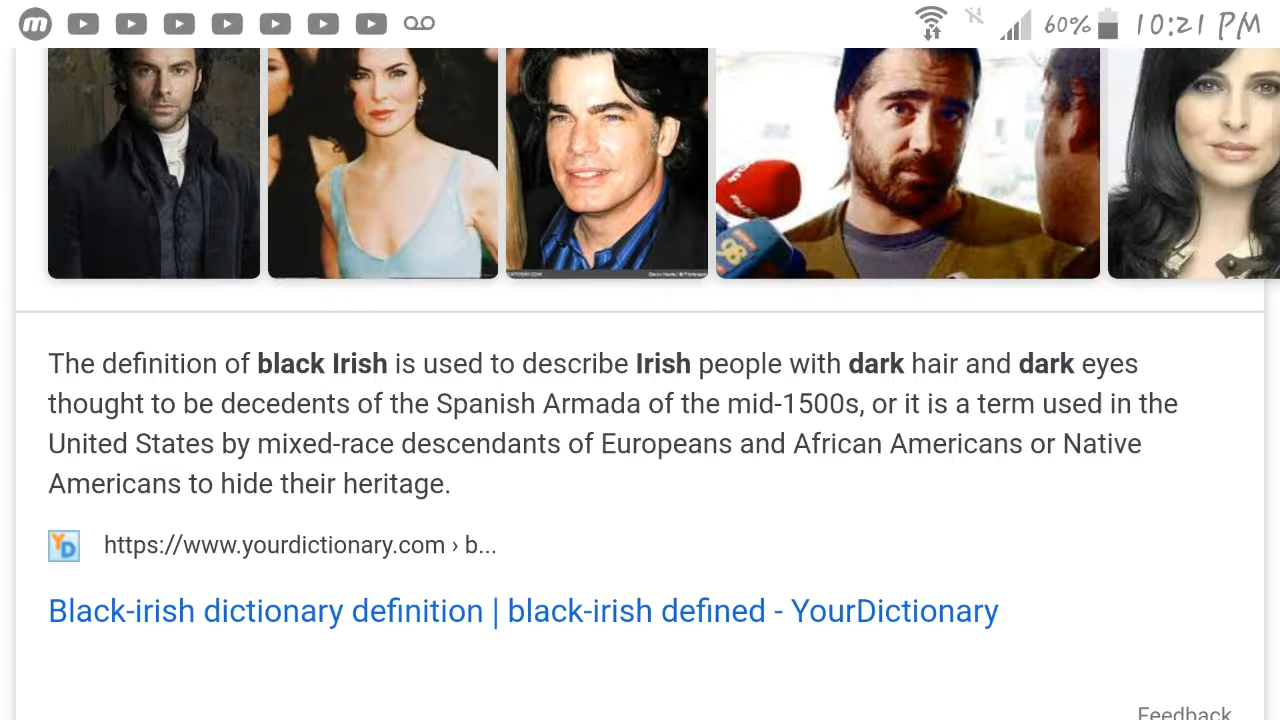 60% 10:21 PM
98
The definition of black Irish is used to describe Irish people with dark hair and dark eyes
thought to be decedents of the Spanish Armada of the mid-1500s, or it is a term used in the
United States by mixed-race descendants of Europeans and African Americans or Native
Americans to hide their heritage.
YD https://www.yourdictionary.com › b...
Black-irish dictionary definition | black-irish defined - YourDictionary
Feedback